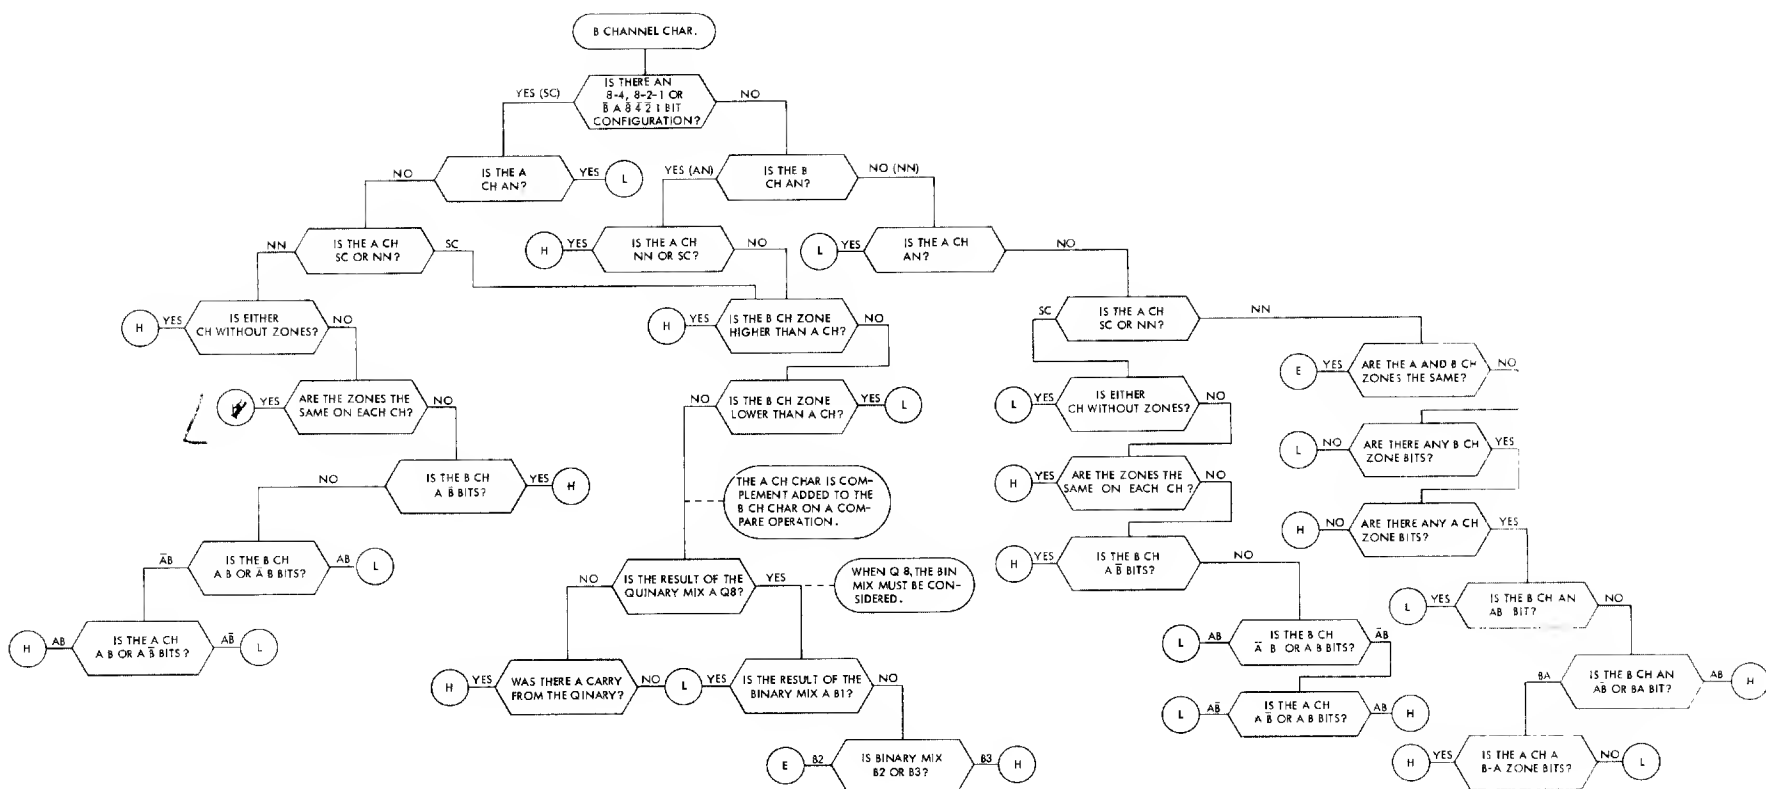 B CHANNEL CHAR.
IS THERE AN
8-4, 8-2-1 OR
B̄ A 8̄ 4̄ 2̄ 1 BIT
CONFIGURATION?
YES (SC)
NO
IS THE A
CH AN?
NO
YES
L
IS THE B
CH AN?
YES (AN)
NO (NN)
IS THE A CH
SC OR NN?
NN
SC
H
YES
IS THE A CH
NN OR SC?
NO
L
YES
IS THE A CH
AN?
NO
H
YES
IS EITHER
CH WITHOUT ZONES?
NO
H
YES
IS THE B CH ZONE
HIGHER THAN A CH?
NO
SC
IS THE A CH
SC OR NN?
NN
L
YES
ARE THE ZONES THE
SAME ON EACH CH?
NO
NO
IS THE B CH ZONE
LOWER THAN A CH?
YES
L
L
YES
IS EITHER
CH WITHOUT ZONES?
NO
E
YES
ARE THE A AND B CH
ZONES THE SAME?
NO
NO
IS THE B CH
A B̄ BITS?
YES
H
THE A CH CHAR IS COM-
PLEMENT ADDED TO THE
B CH CHAR ON A COM-
PARE OPERATION.
H
YES
ARE THE ZONES THE
SAME ON EACH CH?
NO
L
NO
ARE THERE ANY B CH
ZONE BITS?
YES
ĀB
IS THE B CH
A B OR Ā B BITS?
AB
L
NO
IS THE RESULT OF THE
QUINARY MIX A Q8?
YES
WHEN Q 8, THE BIN
MIX MUST BE CON-
SIDERED.
H
YES
IS THE B CH
A B̄ BITS?
NO
H
NO
ARE THERE ANY A CH
ZONE BITS?
YES
H
AB
IS THE A CH
A B OR A B̄ BITS?
AB̄
L
H
YES
WAS THERE A CARRY
FROM THE QINARY?
NO
L
YES
IS THE RESULT OF THE
BINARY MIX A B1?
NO
L
AB
IS THE B CH
Ā B OR A B BITS?
ĀB
L
YES
IS THE B CH AN
AB BIT?
NO
E
B2
IS BINARY MIX
B2 OR B3?
B3
H
L
AB̄
IS THE A CH
A B̄ OR A B BITS?
AB
H
BA
IS THE B CH AN
AB̄ OR BA BIT?
AB
H
H
YES
IS THE A CH A
B-A ZONE BITS?
NO
L